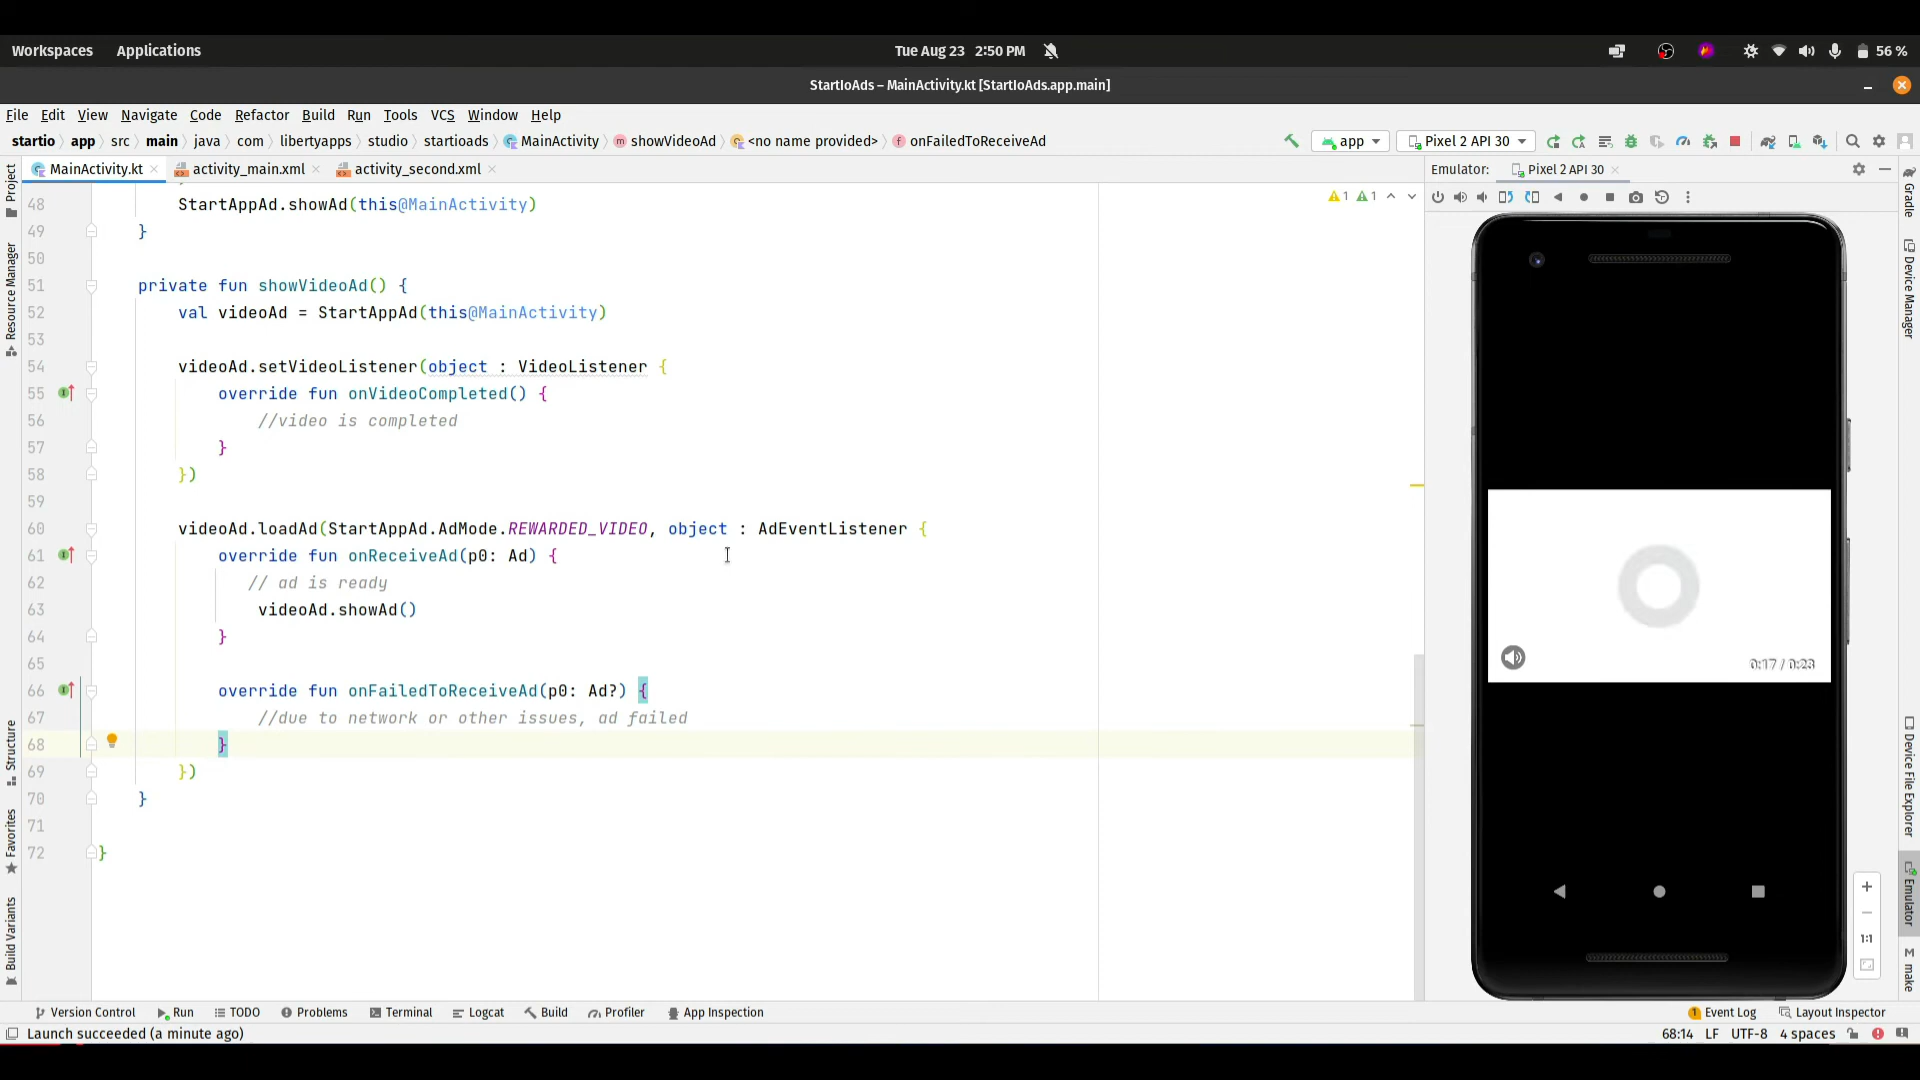 Workspaces Applications Tue Aug 23 2:50 PM 56 %
StartIoAds – MainActivity.kt [StartIoAds.app.main]
File Edit View Navigate Code Refactor Build Run Tools VCS Window Help
startio app src main java com libertyapps studio startioads MainActivity showVideoAd <no name provided> onFailedToReceiveAd app Pixel 2 API 30
MainActivity.kt activity_main.xml activity_second.xml Emulator: Pixel 2 API 30
1 1
48 StartAppAd.showAd(this@MainActivity)
49 }
50
51 private fun showVideoAd() {
52 val videoAd = StartAppAd(this@MainActivity)
53
54 videoAd.setVideoListener(object : VideoListener {
55 override fun onVideoCompleted() {
56 //video is completed
57 }
58 })
59
60 videoAd.loadAd(StartAppAd.AdMode.REWARDED_VIDEO, object : AdEventListener {
61 override fun onReceiveAd(p0: Ad) {
62 // ad is ready
63 videoAd.showAd()
64 }
65
66 override fun onFailedToReceiveAd(p0: Ad?) {
67 //due to network or other issues, ad failed
68 }
69 })
70 }
71
72 }
0:17 / 0:23
1:1
Project
Resource Manager
Structure
Favorites
Build Variants
Gradle
Device Manager
Device File Explorer
Emulator
make
Version Control Run TODO Problems Terminal Logcat Build Profiler App Inspection Event Log Layout Inspector
Launch succeeded (a minute ago) 68:14 LF UTF-8 4 spaces